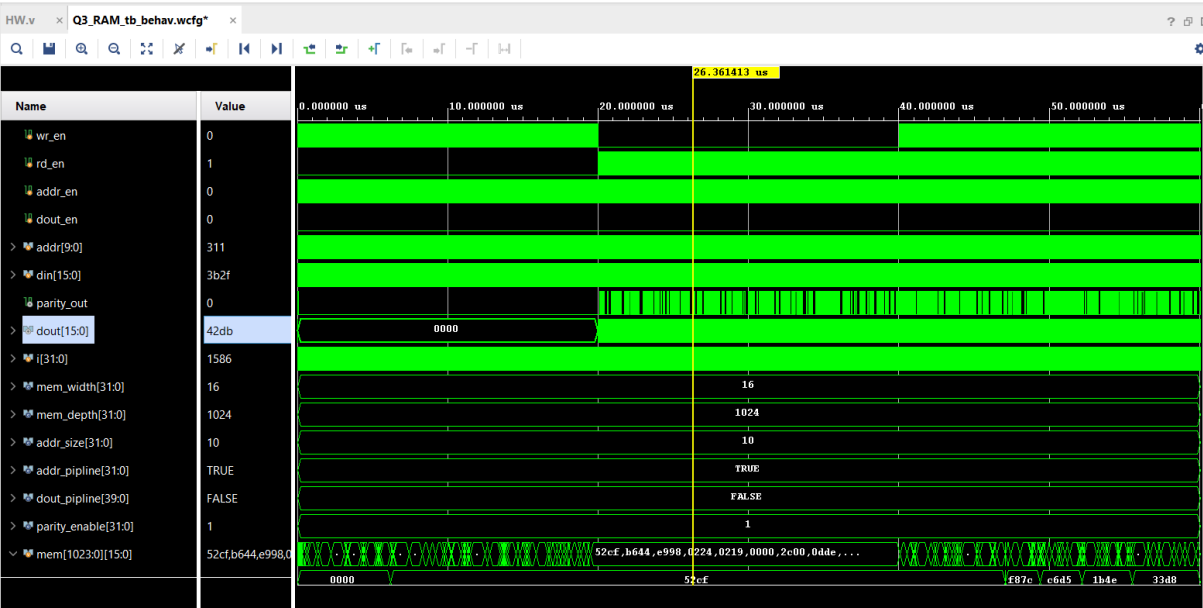 HW.v × Q3_RAM_tb_behav.wcfg* ×
? 
26.361413 us
Name Value 0.000000 us 10.000000 us 20.000000 us 30.000000 us 40.000000 us 50.000000 us
wr_en 0
rd_en 1
addr_en 0
dout_en 0
addr[9:0] 311
din[15:0] 3b2f
parity_out 0
dout[15:0] 42db 0000
i[31:0] 1586
mem_width[31:0] 16 16
mem_depth[31:0] 1024 1024
addr_size[31:0] 10 10
addr_pipline[31:0] TRUE TRUE
dout_pipline[39:0] FALSE FALSE
parity_enable[31:0] 1 1
mem[1023:0][15:0] 52cf,b644,e998,0 52cf,b644,e998,0224,0219,0000,2c00,0dde,...
0000 52cf f87c c6d5 1b4e 33d8